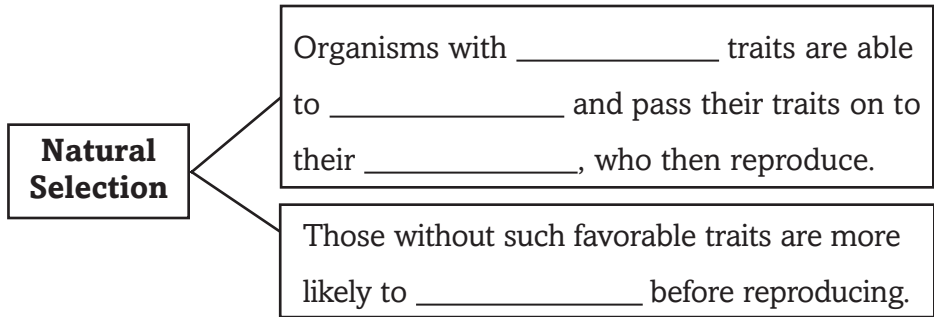 Natural
Selection
Organisms with ______________ traits are able
to ________________ and pass their traits on to
their _______________, who then reproduce.
Those without such favorable traits are more
likely to ________________ before reproducing.